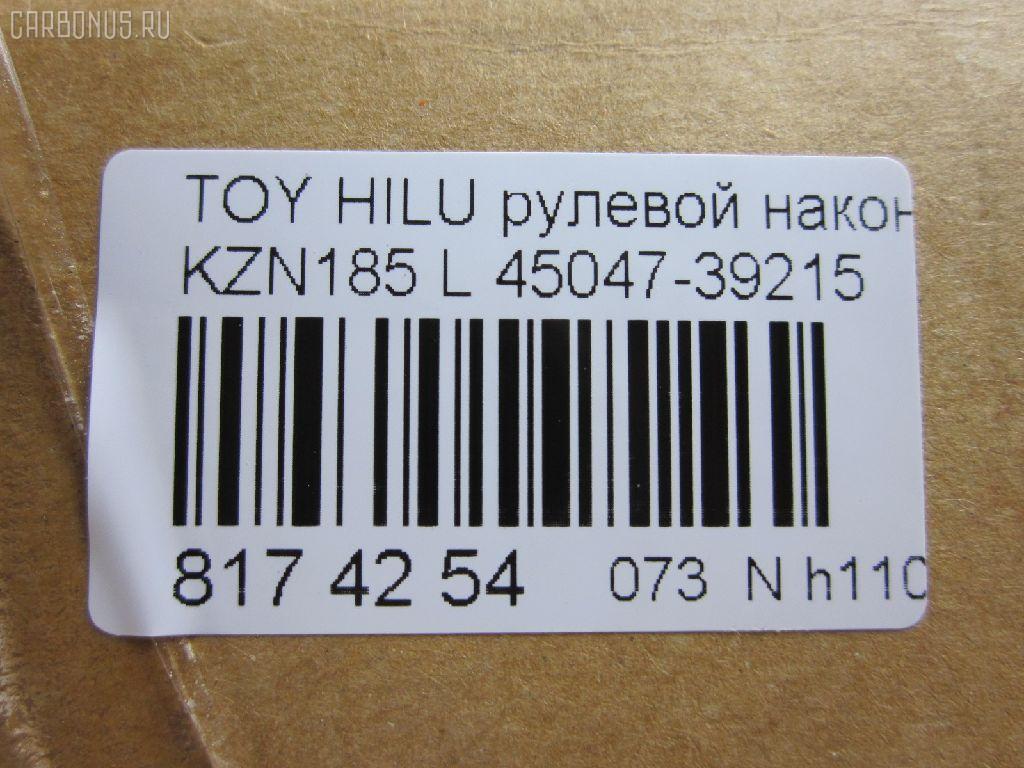 CARBONUS.RU
TOY HILU рулевой након
KZN185 L 45047-39215
817 42 54 073 N h110